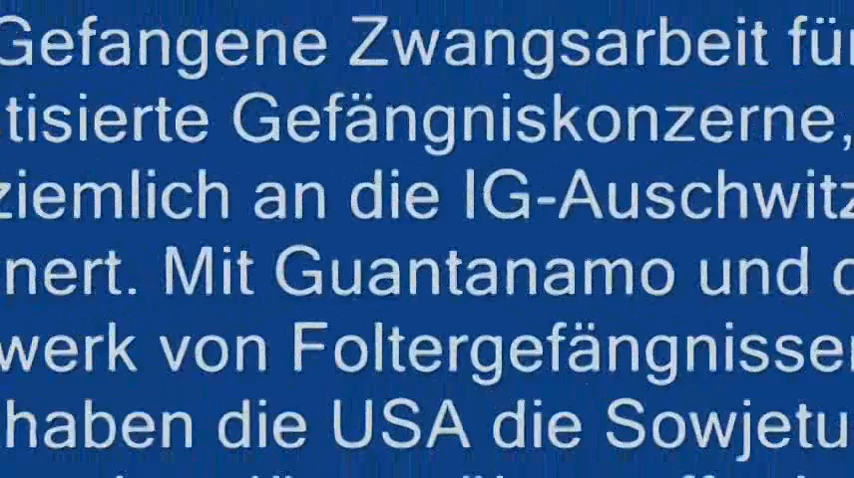 Gefangene Zwangsarbeit für
tisierte Gefängniskonzerne,
ziemlich an die IG-Auschwitz
nert. Mit Guantanamo und d
werk von Foltergefängnissen
haben die USA die Sowjetu